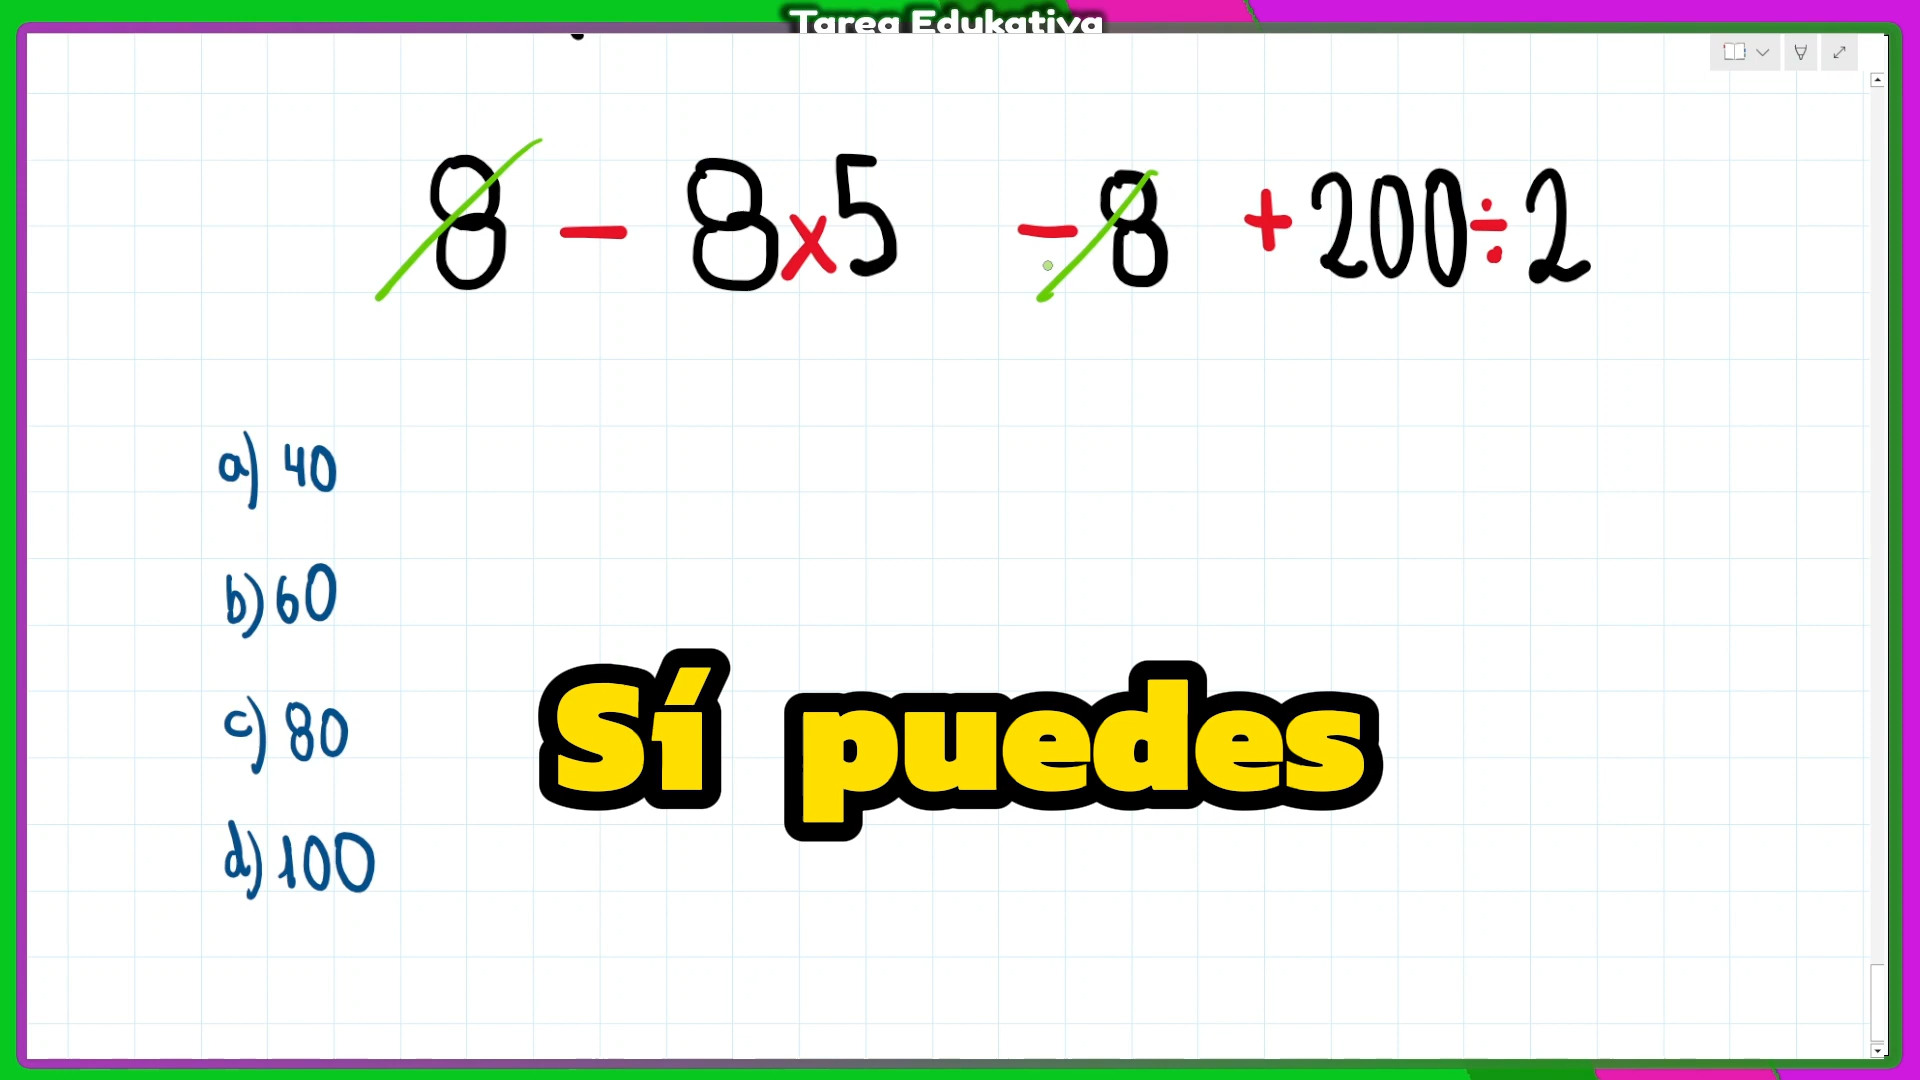 Tarea Edukativa
8 − 8x5 −8 +200÷2
a) 40
b) 60
c) 80
d) 100
Sí puedes